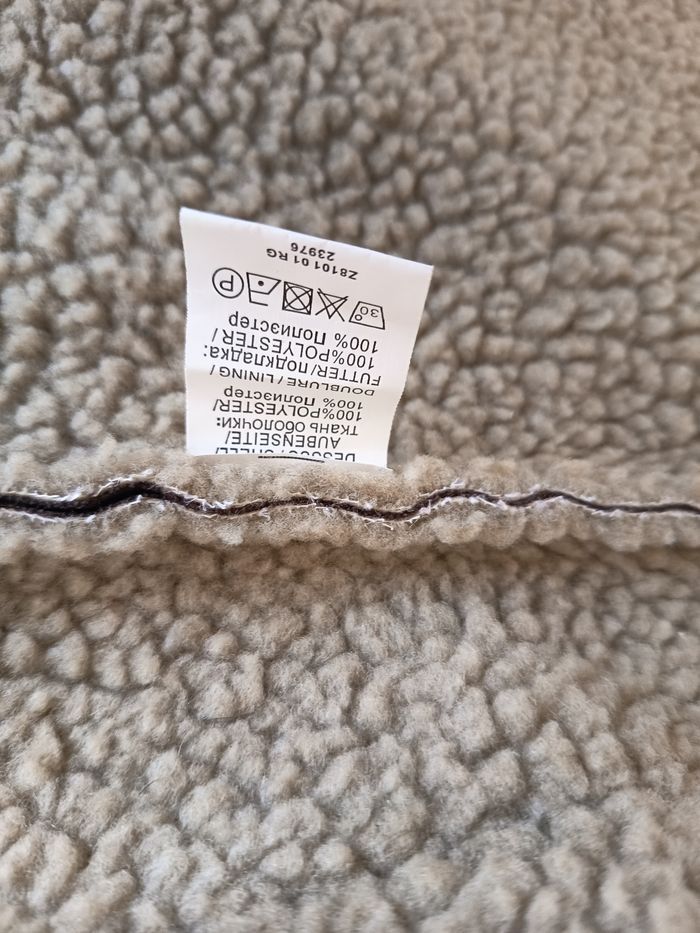 DESSUS / SHELL /
AUßENSEITE/
ТКАНЬ ОБОЛОЧКИ:
100%POLYESTER/
100% Полиэстер
DOUBLURE / LINING /
FUTTER/ подкладка:
100%POLYESTER/
100% Полиэстер
30° P
Z8101 01 RG
23976